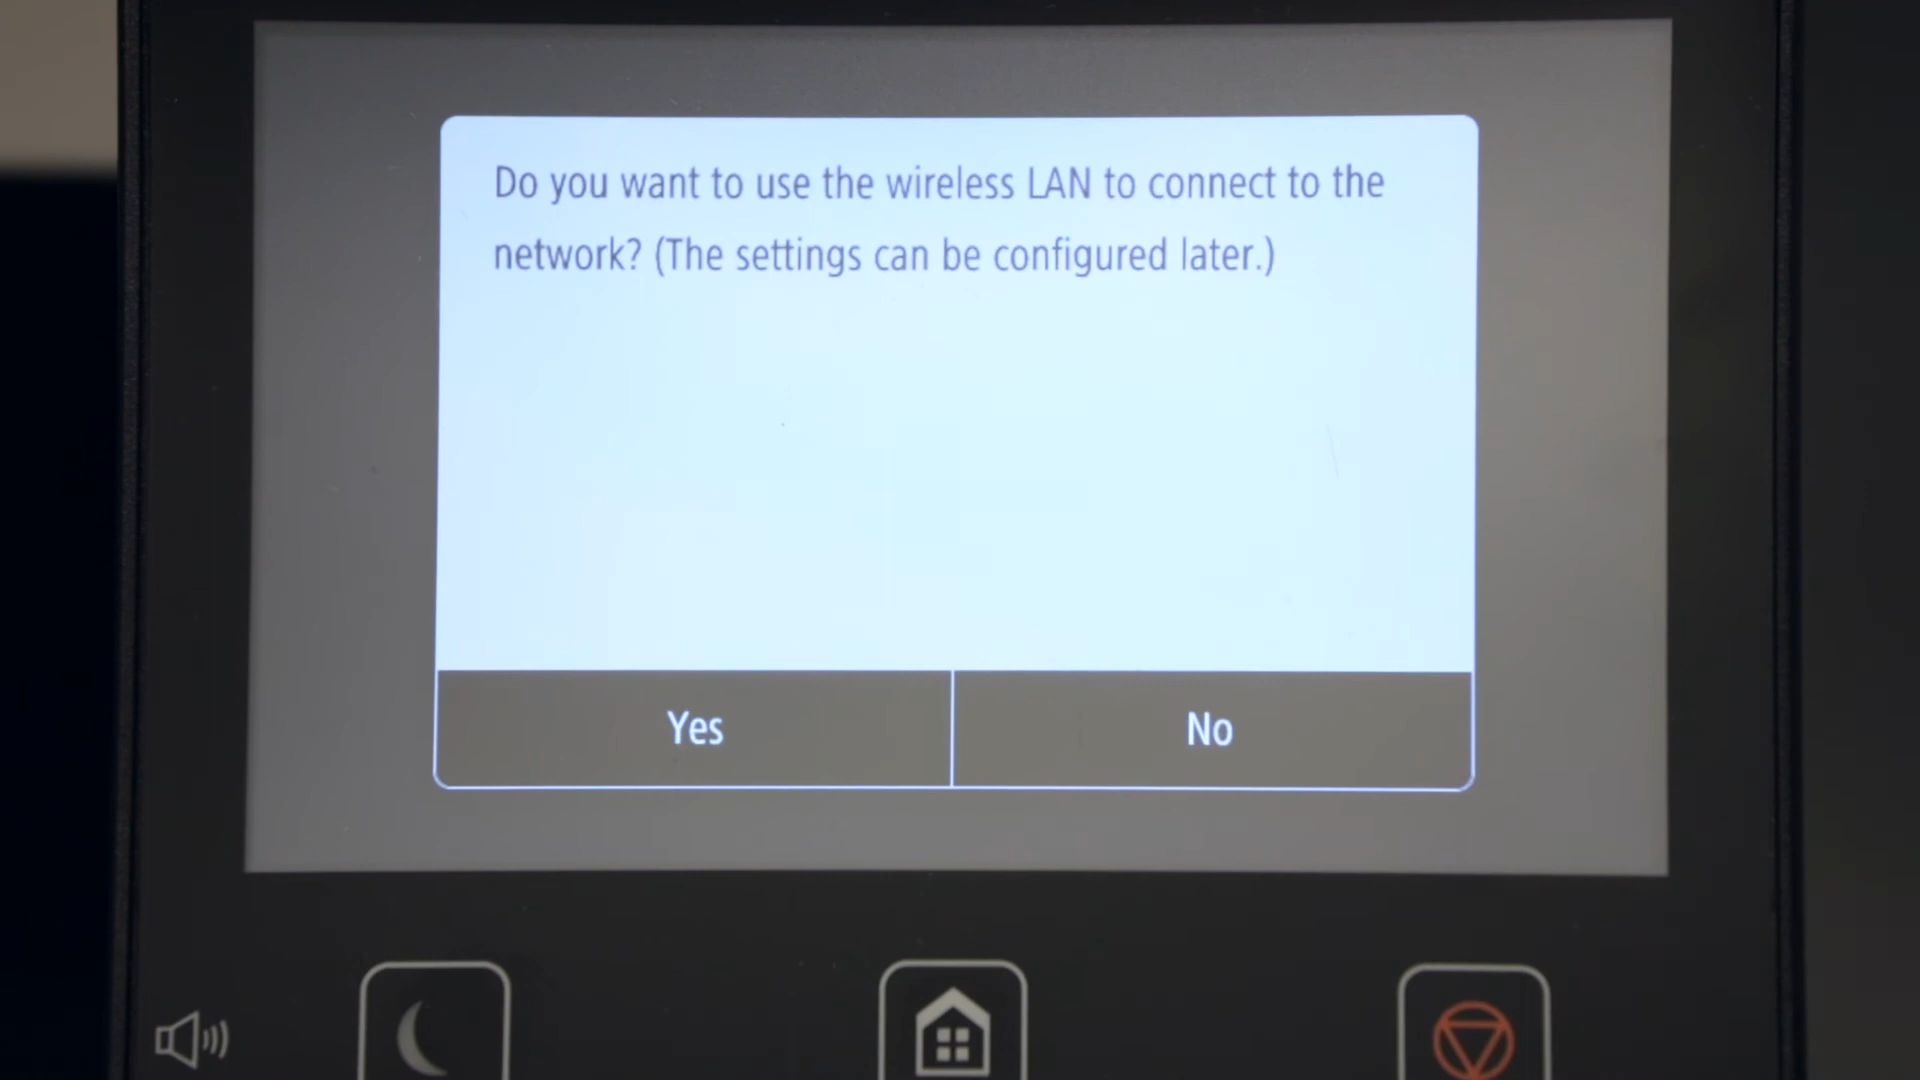 Do you want to use the wireless LAN to connect to the
network? (The settings can be configured later.)
Yes
No